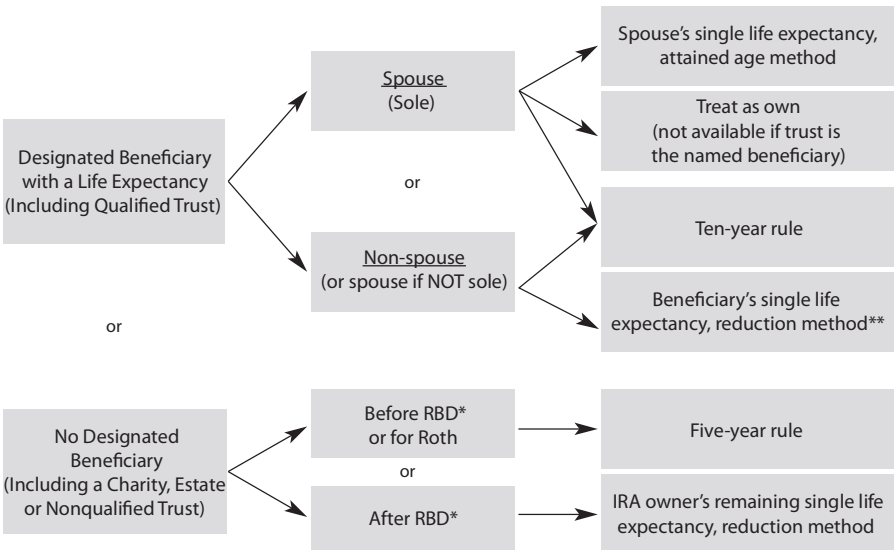 Designated Beneficiary
with a Life Expectancy
(Including Qualified Trust)
or
No Designated
Beneficiary
(Including a Charity, Estate
or Nonqualified Trust)
Spouse
(Sole)
or
Non-spouse
(or spouse if NOT sole)
Before RBD*
or for Roth
or
After RBD*
Spouse’s single life expectancy,
attained age method
Treat as own
(not available if trust is
the named beneficiary)
Ten-year rule
Beneficiary’s single life
expectancy, reduction method**
Five-year rule
IRA owner’s remaining single life
expectancy, reduction method